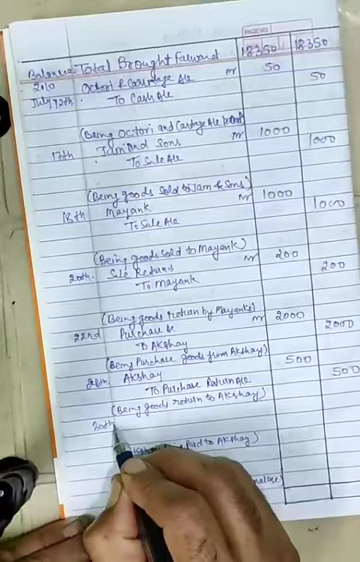 Balance Total Brought forward 18350 18350
2010
July 12th Octori & Cartage A/c Dr 50
To Cash A/c 50
(Being Octori and Cartage A/c
17th Jam and Sons Dr 1000
To Sale A/c 1000
(Being goods Sold to Jam & Sons)
18th Mayank Dr 1000
To Sale A/c 1000
(Being goods sold to Mayank)
20th. Sale Return Dr 200
To Mayank 200
(Being goods return by Mayank)
22nd Purchase Dr 2000
To Akshay 2000
(Being Purchase goods from Akshay)
Akshay 500
To Purchase Return A/c 500
(Being goods return to Akshay)
30th
Paid to Akshay)